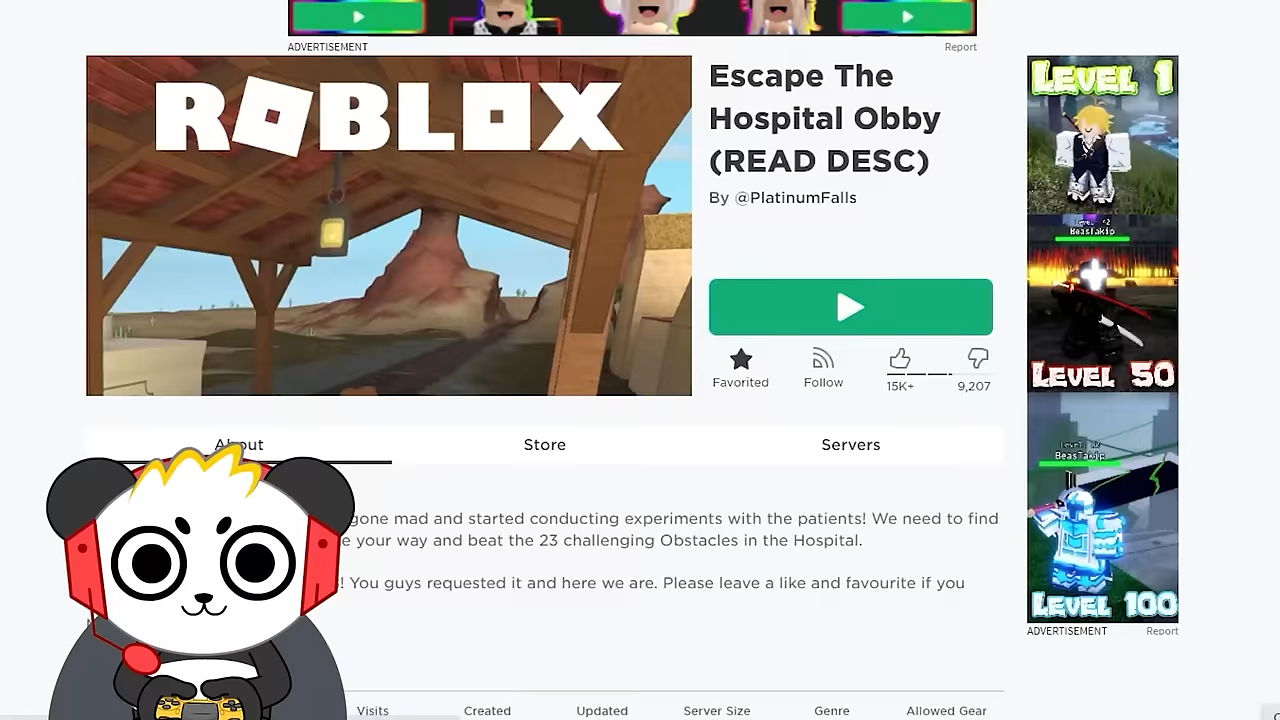 ADVERTISEMENT
Report
ROBLOX
Escape The
Hospital Obby
(READ DESC)
By @PlatinumFalls
Favorited
Follow
15K+
9,207
LEVEL 1
BeasTakip
LEVEL 50
BeasTakip
LEVEL 100
ADVERTISEMENT
Report
About
Store
Servers
mad and started conducting experiments with the patients! We need to find
your way and beat the 23 challenging Obstacles in the Hospital.
! You guys requested it and here we are. Please leave a like and favourite if you
Visits
Created
Updated
Server Size
Genre
Allowed Gear